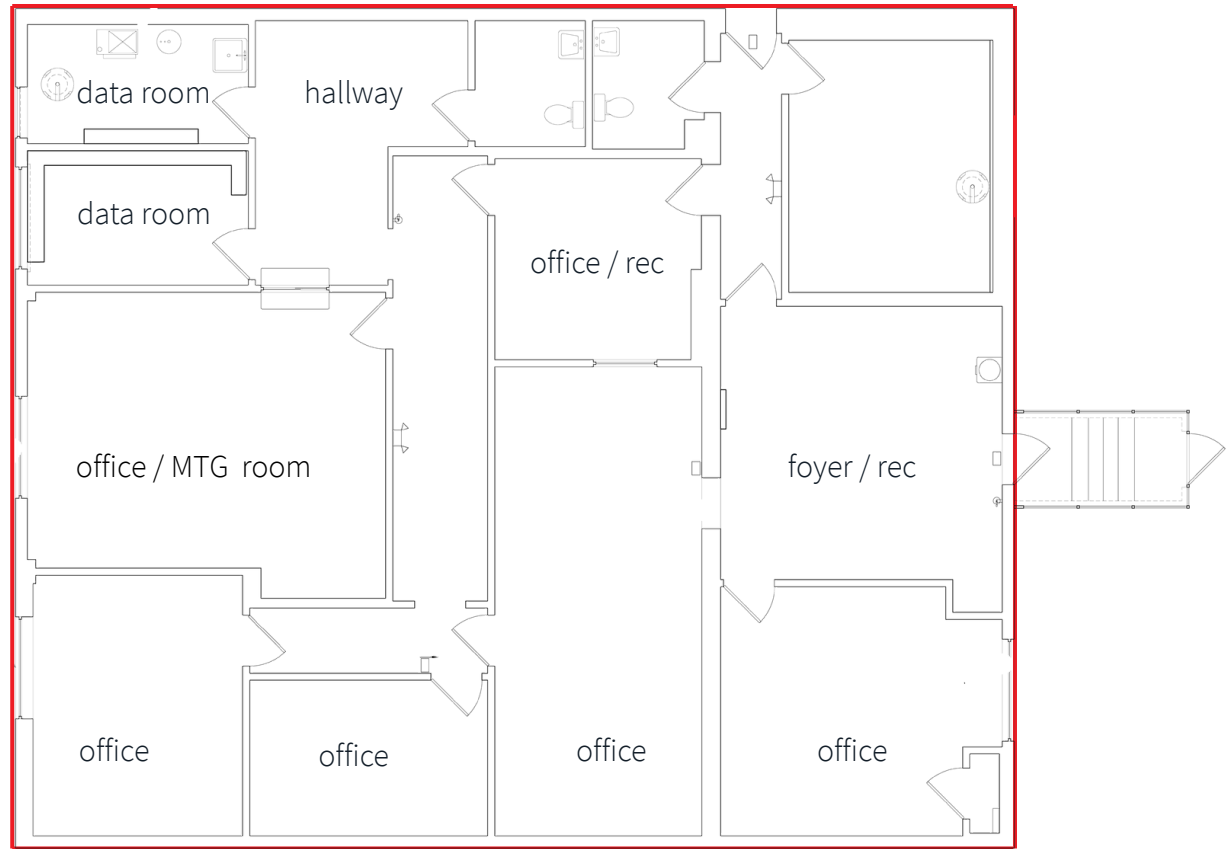 data room
hallway
data room
office / rec
office / MTG room
foyer / rec
office
office
office
office